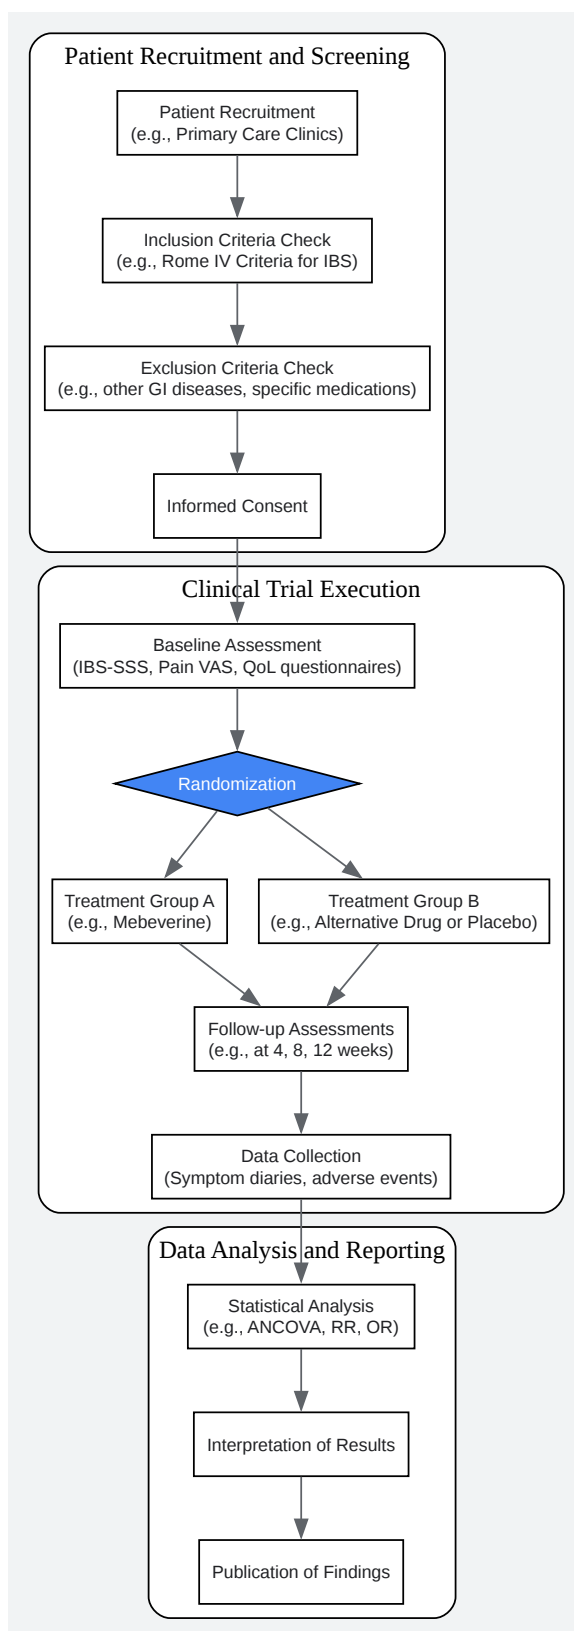 Patient Recruitment and Screening
Patient Recruitment
(e.g., Primary Care Clinics)
Inclusion Criteria Check
(e.g., Rome IV Criteria for IBS)
Exclusion Criteria Check
(e.g., other GI diseases, specific medications)
Informed Consent
Clinical Trial Execution
Baseline Assessment
(IBS-SSS, Pain VAS, QoL questionnaires)
Randomization
Treatment Group A
(e.g., Mebeverine)
Treatment Group B
(e.g., Alternative Drug or Placebo)
Follow-up Assessments
(e.g., at 4, 8, 12 weeks)
Data Collection
(Symptom diaries, adverse events)
Data Analysis and Reporting
Statistical Analysis
(e.g., ANCOVA, RR, OR)
Interpretation of Results
Publication of Findings